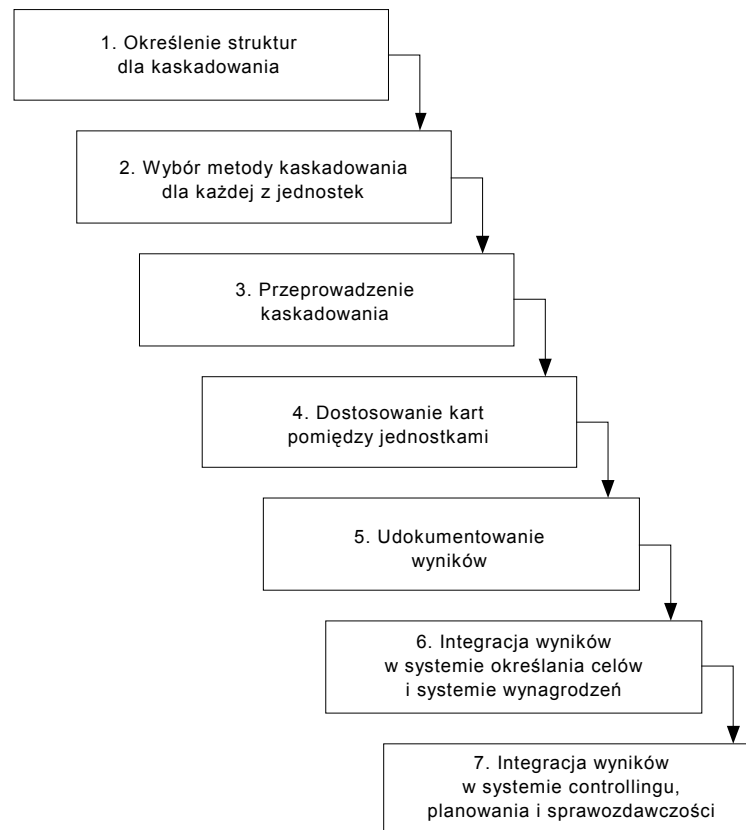 1. Określenie struktur
dla kaskadowania
2. Wybór metody kaskadowania
dla każdej z jednostek
3. Przeprowadzenie
kaskadowania
4. Dostosowanie kart
pomiędzy jednostkami
5. Udokumentowanie
wyników
6. Integracja wyników
w systemie określania celów
i systemie wynagrodzeń
7. Integracja wyników
w systemie controllingu,
planowania i sprawozdawczości